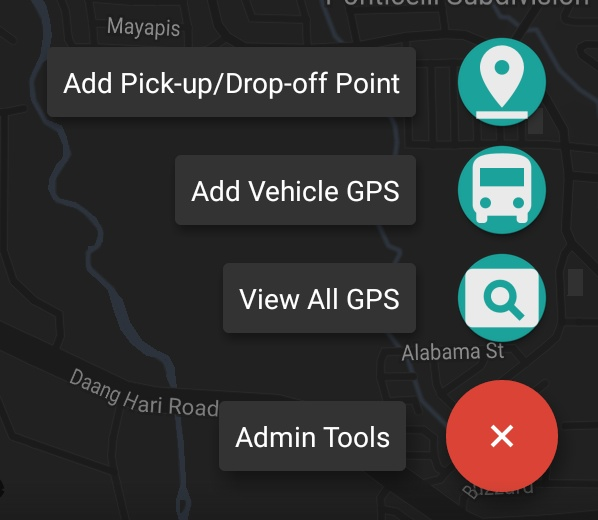 Ponticelli Subdivision
Mayapis
Add Pick-up/Drop-off Point
Add Vehicle GPS
View All GPS
Alabama St
Daang Hari Road
Admin Tools
Buzzard